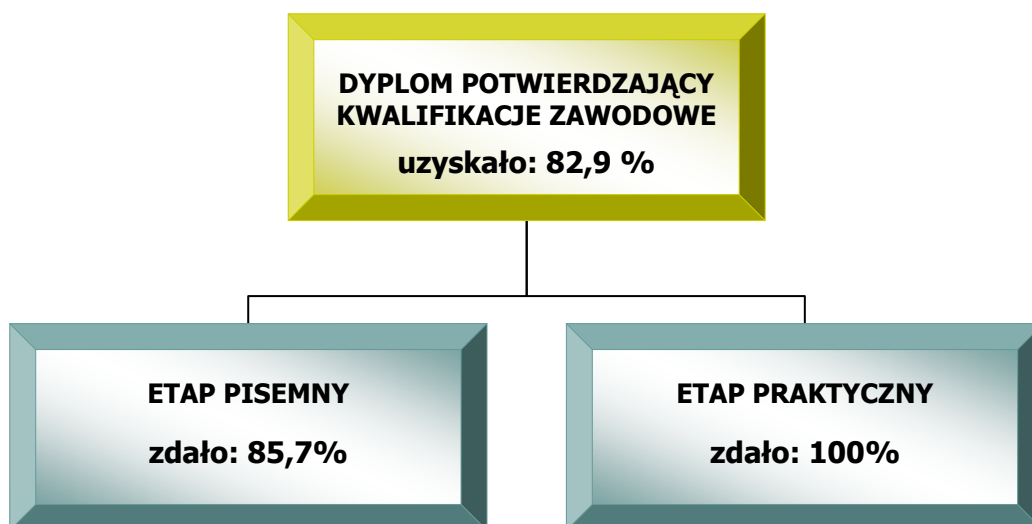 DYPLOM POTWIERDZAJĄCY
KWALIFIKACJE ZAWODOWE
uzyskało: 82,9 %
ETAP PISEMNY
zdało: 85,7%
ETAP PRAKTYCZNY
zdało: 100%